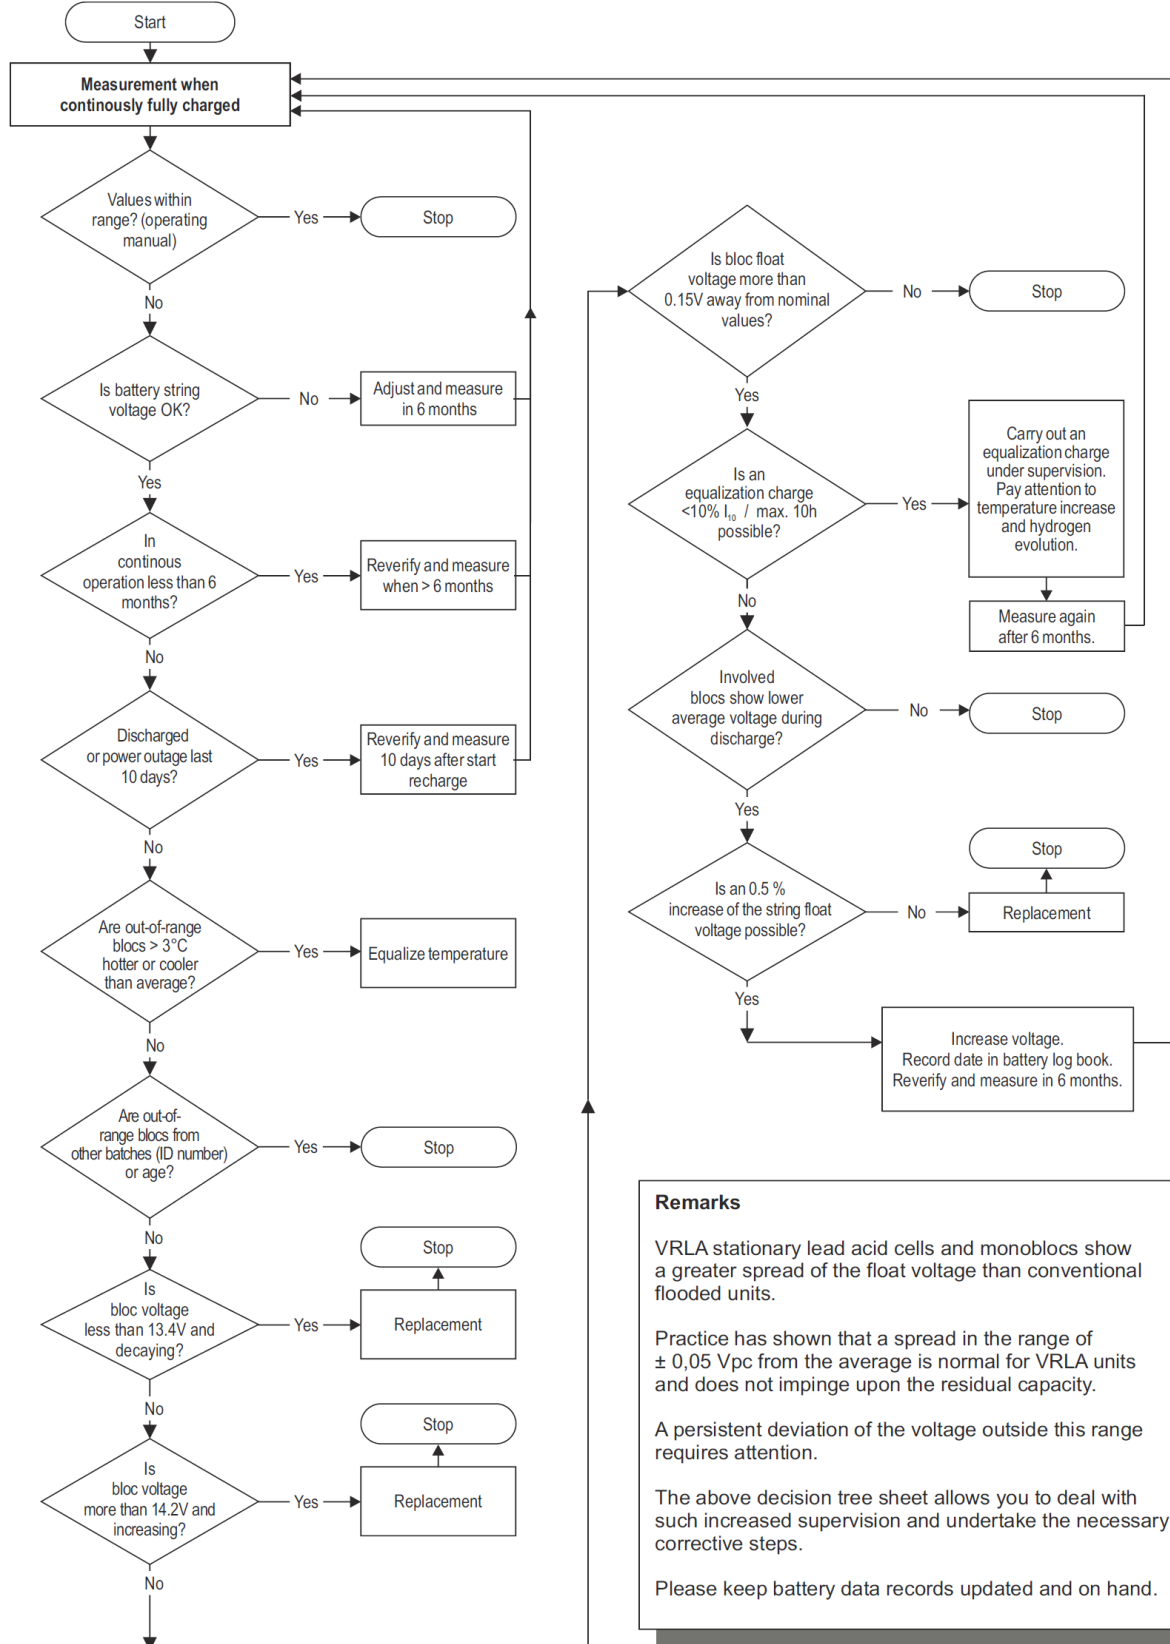 Start
Measurement when
continously fully charged
Values within
range? (operating
manual)
Yes
Stop
No
Is battery string
voltage OK?
No
Adjust and measure
in 6 months
Yes
In
continous
operation less than 6
months?
Yes
Reverify and measure
when > 6 months
No
Discharged
or power outage last
10 days?
Yes
Reverify and measure
10 days after start
recharge
No
Are out-of-range
blocs > 3°C
hotter or cooler
than average?
Yes
Equalize temperature
No
Are out-of-
range blocs from
other batches (ID number)
or age?
Yes
Stop
No
Is
bloc voltage
less than 13.4V and
decaying?
Yes
Replacement
Stop
No
Is
bloc voltage
more than 14.2V and
increasing?
Yes
Replacement
Stop
No
Is bloc float
voltage more than
0.15V away from nominal
values?
No
Stop
Yes
Is an
equalization charge
<10% I10 / max. 10h
possible?
Yes
Carry out an
equalization charge
under supervision.
Pay attention to
temperature increase
and hydrogen
evolution.
Measure again
after 6 months.
No
Involved
blocs show lower
average voltage during
discharge?
No
Stop
Yes
Is an 0.5 %
increase of the string float
voltage possible?
No
Replacement
Stop
Yes
Increase voltage.
Record date in battery log book.
Reverify and measure in 6 months.
Remarks
VRLA stationary lead acid cells and monoblocs show
a greater spread of the float voltage than conventional
flooded units.
Practice has shown that a spread in the range of
± 0,05 Vpc from the average is normal for VRLA units
and does not impinge upon the residual capacity.
A persistent deviation of the voltage outside this range
requires attention.
The above decision tree sheet allows you to deal with
such increased supervision and undertake the necessary
corrective steps.
Please keep battery data records updated and on hand.